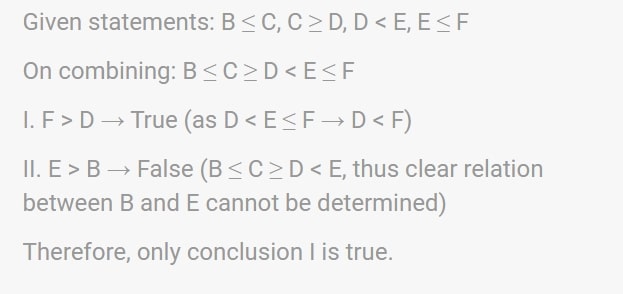 Given statements: B ≤ C, C ≥ D, D < E, E ≤ F
On combining: B ≤ C ≥ D < E ≤ F
I. F > D → True (as D < E ≤ F → D < F)
II. E > B → False (B ≤ C ≥ D < E, thus clear relation
between B and E cannot be determined)
Therefore, only conclusion I is true.